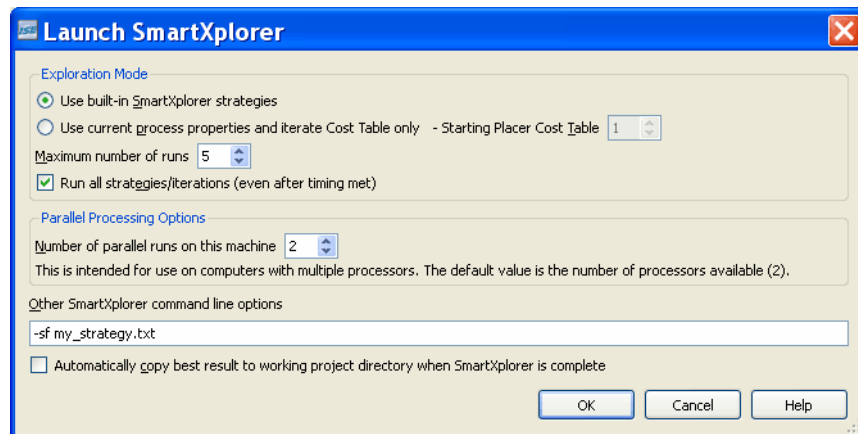 ISE Launch SmartXplorer
Exploration Mode
Use built-in SmartXplorer strategies
Use current process properties and iterate Cost Table only - Starting Placer Cost Table 1
Maximum number of runs 5
Run all strategies/iterations (even after timing met)
Parallel Processing Options
Number of parallel runs on this machine 2
This is intended for use on computers with multiple processors. The default value is the number of processors available (2).
Other SmartXplorer command line options
-sf my_strategy.txt
Automatically copy best result to working project directory when SmartXplorer is complete
OK Cancel Help